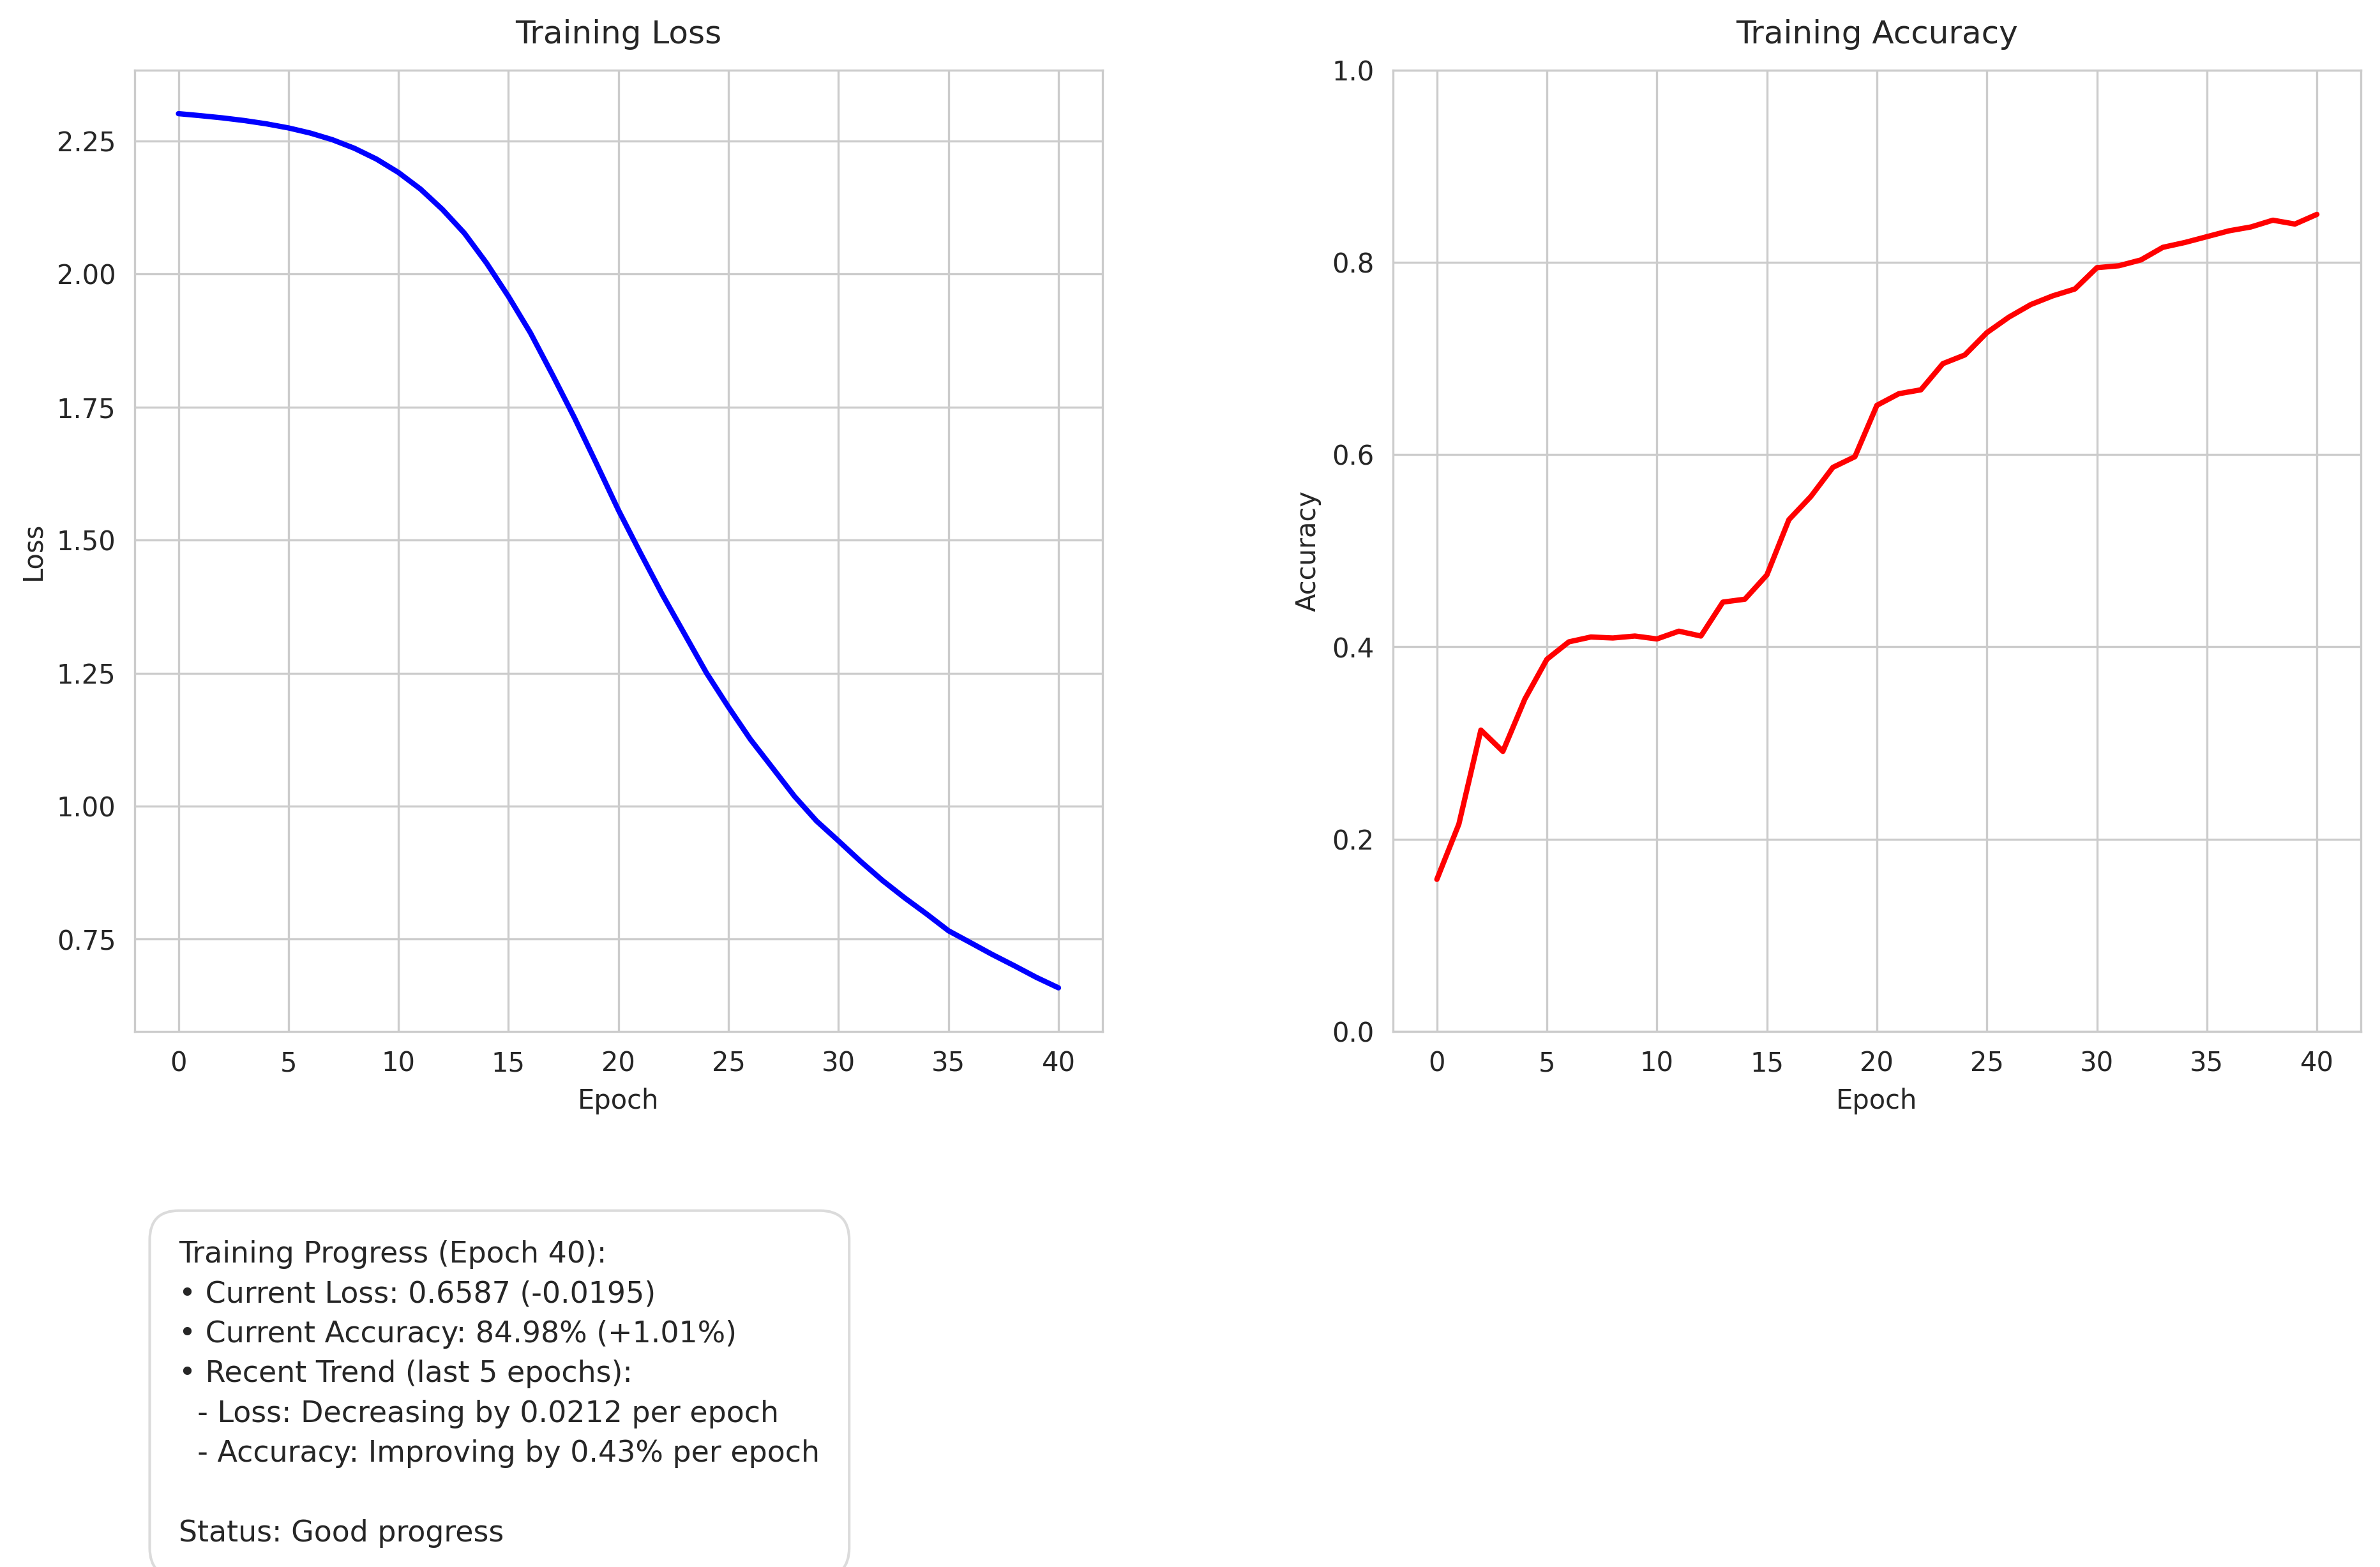 Training Loss
Loss
2.25
2.00
1.75
1.50
1.25
1.00
0.75
0 5 10 15 20 25 30 35 40
Epoch
Training Accuracy
Accuracy
1.0
0.8
0.6
0.4
0.2
0.0
0 5 10 15 20 25 30 35 40
Epoch
Training Progress (Epoch 40):
• Current Loss: 0.6587 (-0.0195)
• Current Accuracy: 84.98% (+1.01%)
• Recent Trend (last 5 epochs):
- Loss: Decreasing by 0.0212 per epoch
- Accuracy: Improving by 0.43% per epoch
Status: Good progress